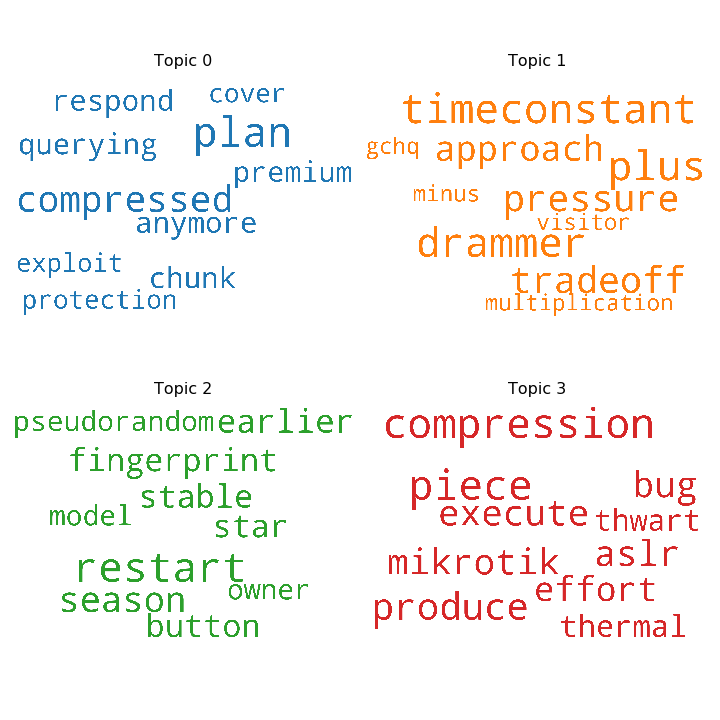 Topic 0
respond
cover
querying
plan
premium
compressed
anymore
exploit
chunk
protection
Topic 1
timeconstant
gchq
approach
plus
minus
pressure
visitor
drammer
tradeoff
multiplication
Topic 2
pseudorandom
earlier
fingerprint
stable
model
star
restart
owner
season
button
Topic 3
compression
piece
bug
execute
thwart
mikrotik
aslr
effort
produce
thermal